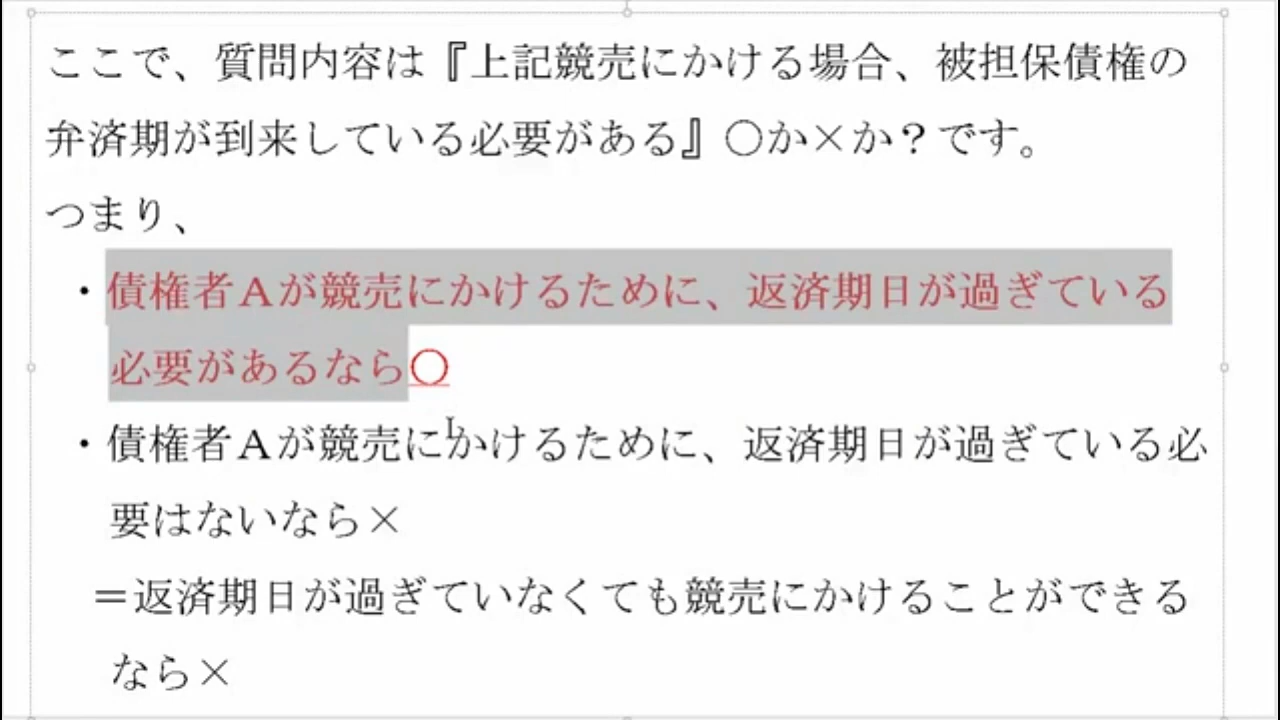 ここで、質問内容は『上記競売にかける場合、被担保債権の
弁済期が到来している必要がある』〇か×か？です。
つまり、
・債権者Ａが競売にかけるために、返済期日が過ぎている
必要があるなら〇
・債権者Ａが競売にかけるために、返済期日が過ぎている必
要はないなら×
＝返済期日が過ぎていなくても競売にかけることができる
なら×